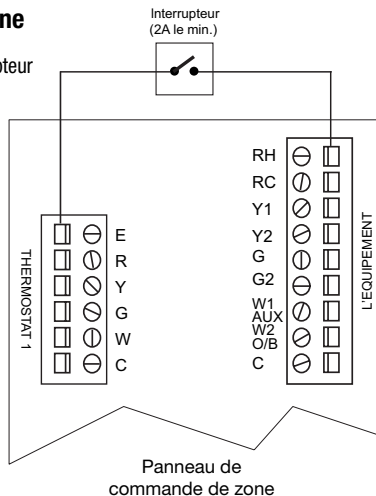 ne
pteur
Interrupteur
(2A le min.)
THERMOSTAT 1
E
R
Y
G
W
C
RH
RC
Y1
Y2
G
G2
W1
AUX
W2
O/B
C
L'EQUIPEMENT
Panneau de
commande de zone